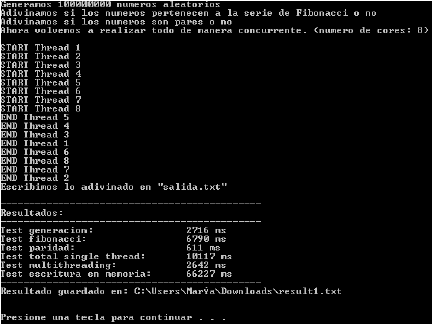 Generamos 100000000 numeros aleatorios
Adivinamos si los numeros pertenecen a la serie de Fibonacci o no
Adivinamos si los numeros son pares o no
Ahora volvemos a realizar todo de manera concurrente. (numero de cores: 8)
START Thread 1
START Thread 2
START Thread 3
START Thread 4
START Thread 5
START Thread 6
START Thread 7
START Thread 8
END Thread 5
END Thread 4
END Thread 3
END Thread 1
END Thread 6
END Thread 8
END Thread 7
END Thread 2
Escribimos lo adivinado en "salida.txt"
----------------------------------------
Resultados:
----------------------------------------
Test generacion: 2716 ms
Test fibonacci: 6790 ms
Test paridad: 611 ms
Test total single thread: 10117 ms
Test multithreading: 2642 ms
Test escritura en memoria: 66227 ms
----------------------------------------
Resultado guardado en: C:\Users\Marya\Downloads\result1.txt
Presione una tecla para continuar . . .